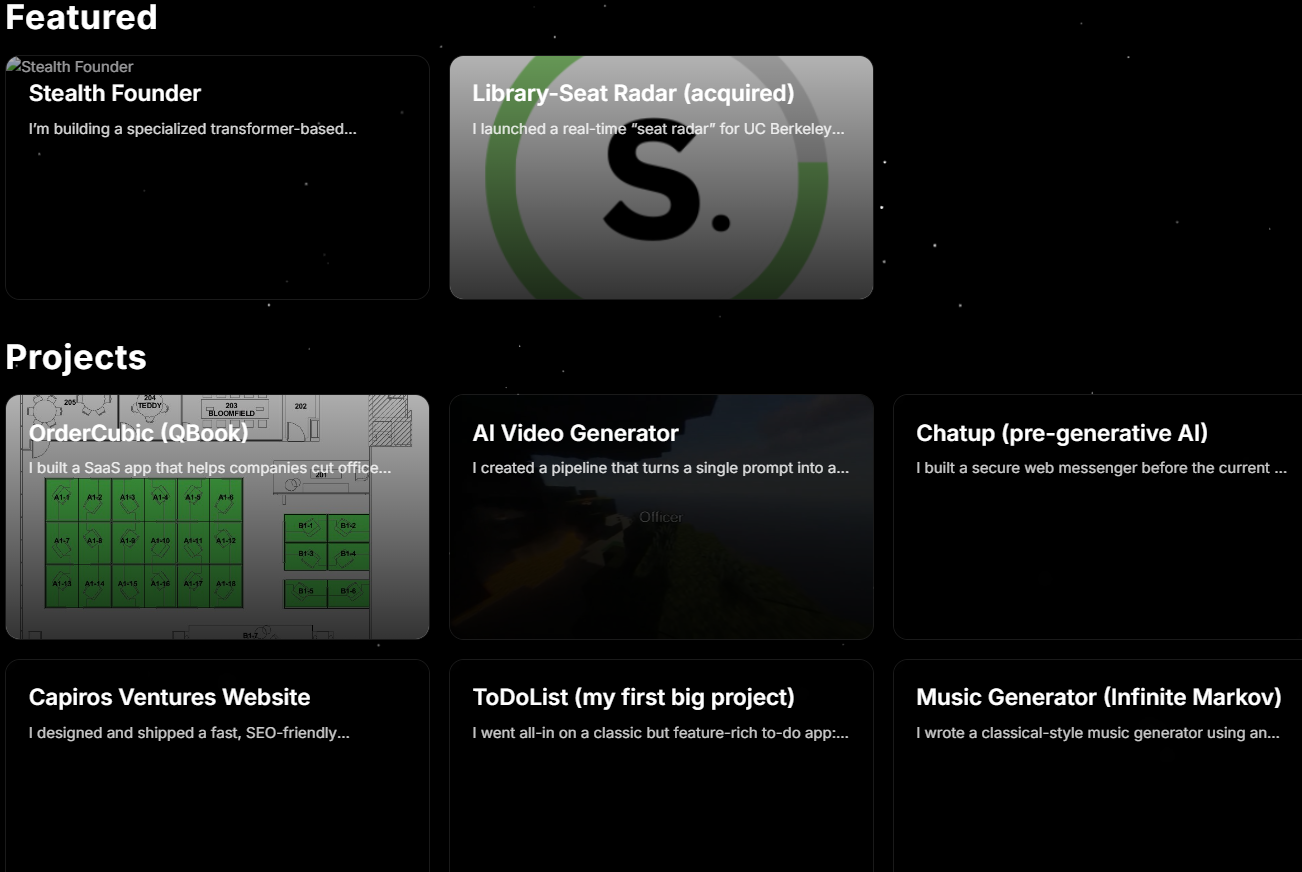 Featured
Stealth Founder
Stealth Founder
I’m building a specialized transformer-based...
Library-Seat Radar (acquired)
I launched a real-time “seat radar” for UC Berkeley...
S.
Projects
205
204
TEDDY
203
BLOOMFIELD
202
OrderCubic (QBook)
I built a SaaS app that helps companies cut office...
201
A1-1 A1-2 A1-3 A1-4 A1-5 A1-6
A1-7 A1-8 A1-9 A1-10 A1-11 A1-12
A1-13 A1-14 A1-15 A1-16 A1-17 A1-18
B1-1 B1-2
B1-3 B1-4
B1-5 B1-6
B1-7
AI Video Generator
I created a pipeline that turns a single prompt into a...
Officer
Chatup (pre-generative AI)
I built a secure web messenger before the current ...
Capiros Ventures Website
I designed and shipped a fast, SEO-friendly...
ToDoList (my first big project)
I went all-in on a classic but feature-rich to-do app:...
Music Generator (Infinite Markov)
I wrote a classical-style music generator using an...